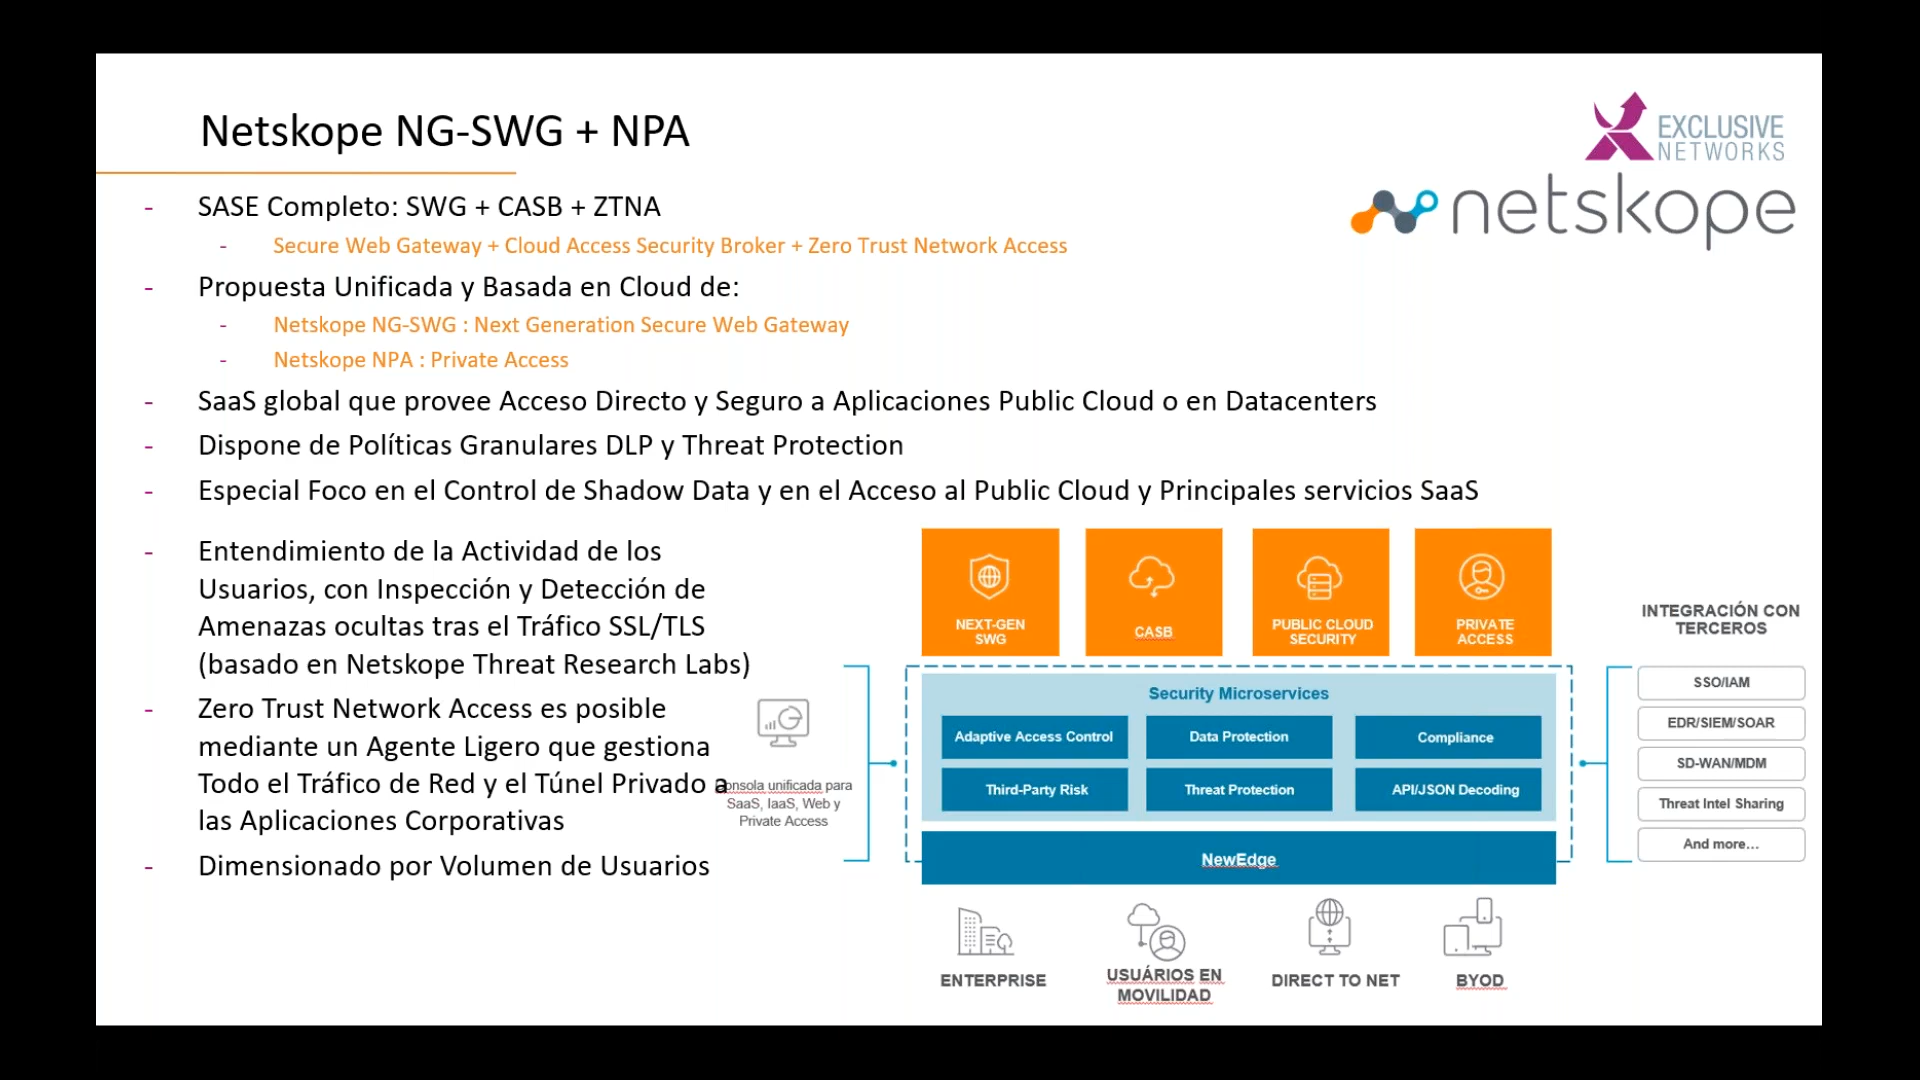 Netskope NG-SWG + NPA
EXCLUSIVE
NETWORKS
netskope
- SASE Completo: SWG + CASB + ZTNA
- Secure Web Gateway + Cloud Access Security Broker + Zero Trust Network Access
- Propuesta Unificada y Basada en Cloud de:
- Netskope NG-SWG : Next Generation Secure Web Gateway
- Netskope NPA : Private Access
- SaaS global que provee Acceso Directo y Seguro a Aplicaciones Public Cloud o en Datacenters
- Dispone de Políticas Granulares DLP y Threat Protection
- Especial Foco en el Control de Shadow Data y en el Acceso al Public Cloud y Principales servicios SaaS
- Entendimiento de la Actividad de los
Usuarios, con Inspección y Detección de
Amenazas ocultas tras el Tráfico SSL/TLS
(basado en Netskope Threat Research Labs)
- Zero Trust Network Access es posible
mediante un Agente Ligero que gestiona
Todo el Tráfico de Red y el Túnel Privado a
las Aplicaciones Corporativas
- Dimensionado por Volumen de Usuarios
onsola unificada para
SaaS, IaaS, Web y
Private Access
NEXT-GEN
SWG
CASB
PUBLIC CLOUD
SECURITY
PRIVATE
ACCESS
Security Microservices
Adaptive Access Control
Data Protection
Compliance
Third-Party Risk
Threat Protection
API/JSON Decoding
NewEdge
ENTERPRISE
USUÁRIOS EN
MOVILIDAD
DIRECT TO NET
BYOD
INTEGRACIÓN CON
TERCEROS
SSO/IAM
EDR/SIEM/SOAR
SD-WAN/MDM
Threat Intel Sharing
And more...